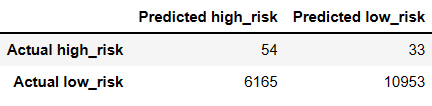 Predicted high_risk Predicted low_risk
Actual high_risk 54 33
Actual low_risk 6165 10953